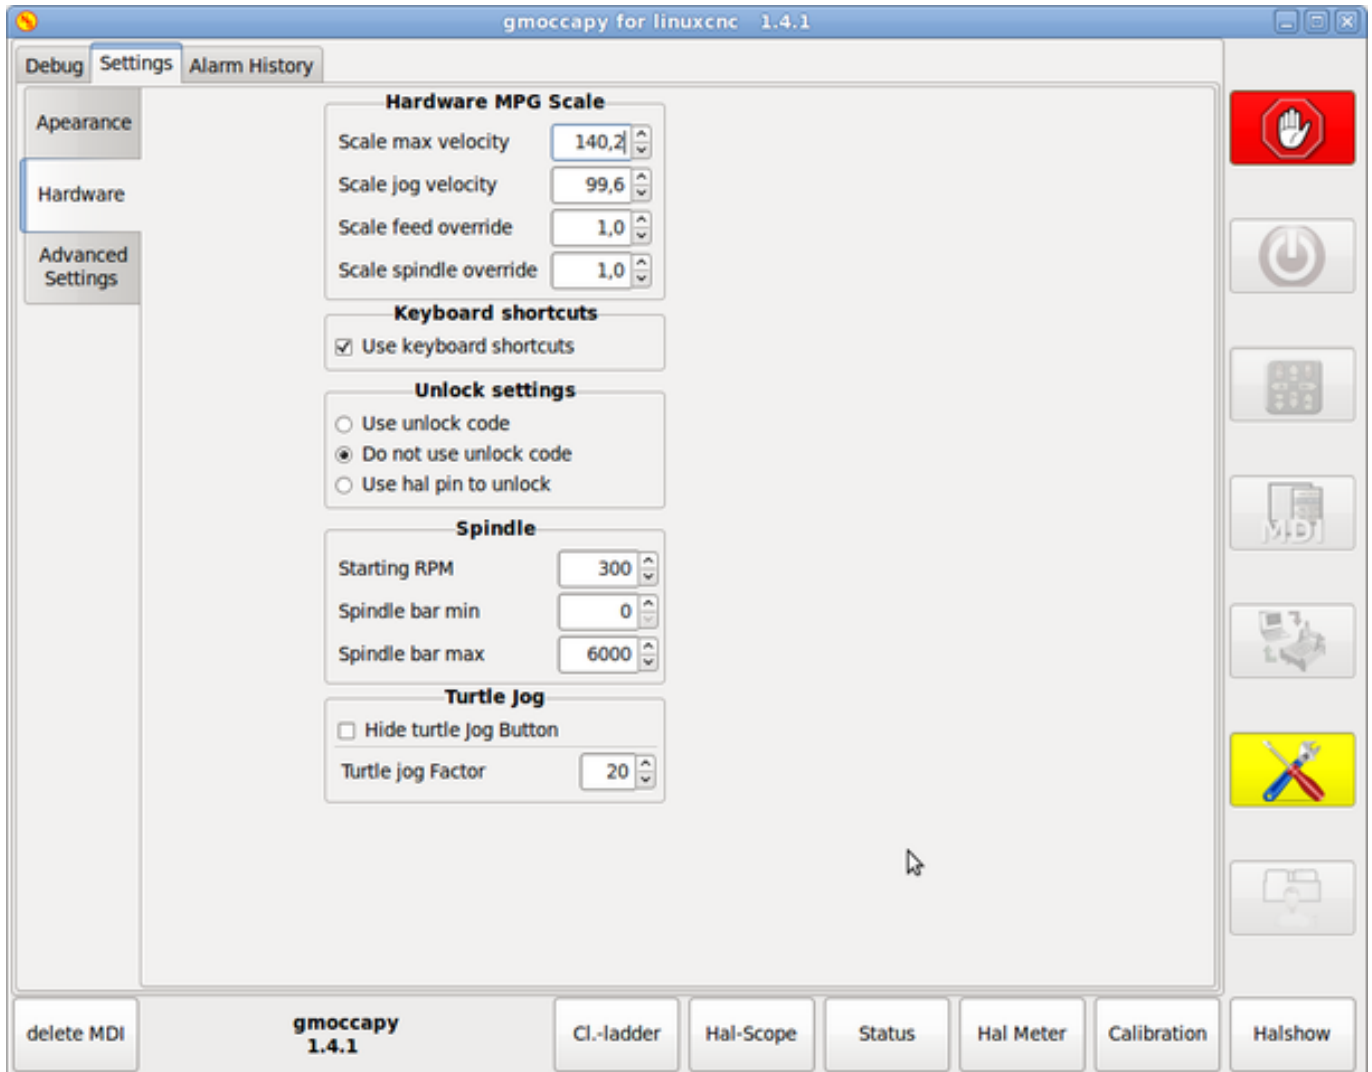 gmoccapy for linuxcnc 1.4.1
Debug
Settings
Alarm History
Apearance
Hardware
Advanced
Settings
Hardware MPG Scale
Scale max velocity 140,2
Scale jog velocity 99,6
Scale feed override 1,0
Scale spindle override 1,0
Keyboard shortcuts
Use keyboard shortcuts
Unlock settings
Use unlock code
Do not use unlock code
Use hal pin to unlock
Spindle
Starting RPM 300
Spindle bar min 0
Spindle bar max 6000
Turtle Jog
Hide turtle Jog Button
Turtle jog Factor 20
MDI
delete MDI
gmoccapy
1.4.1
Cl.-ladder
Hal-Scope
Status
Hal Meter
Calibration
Halshow